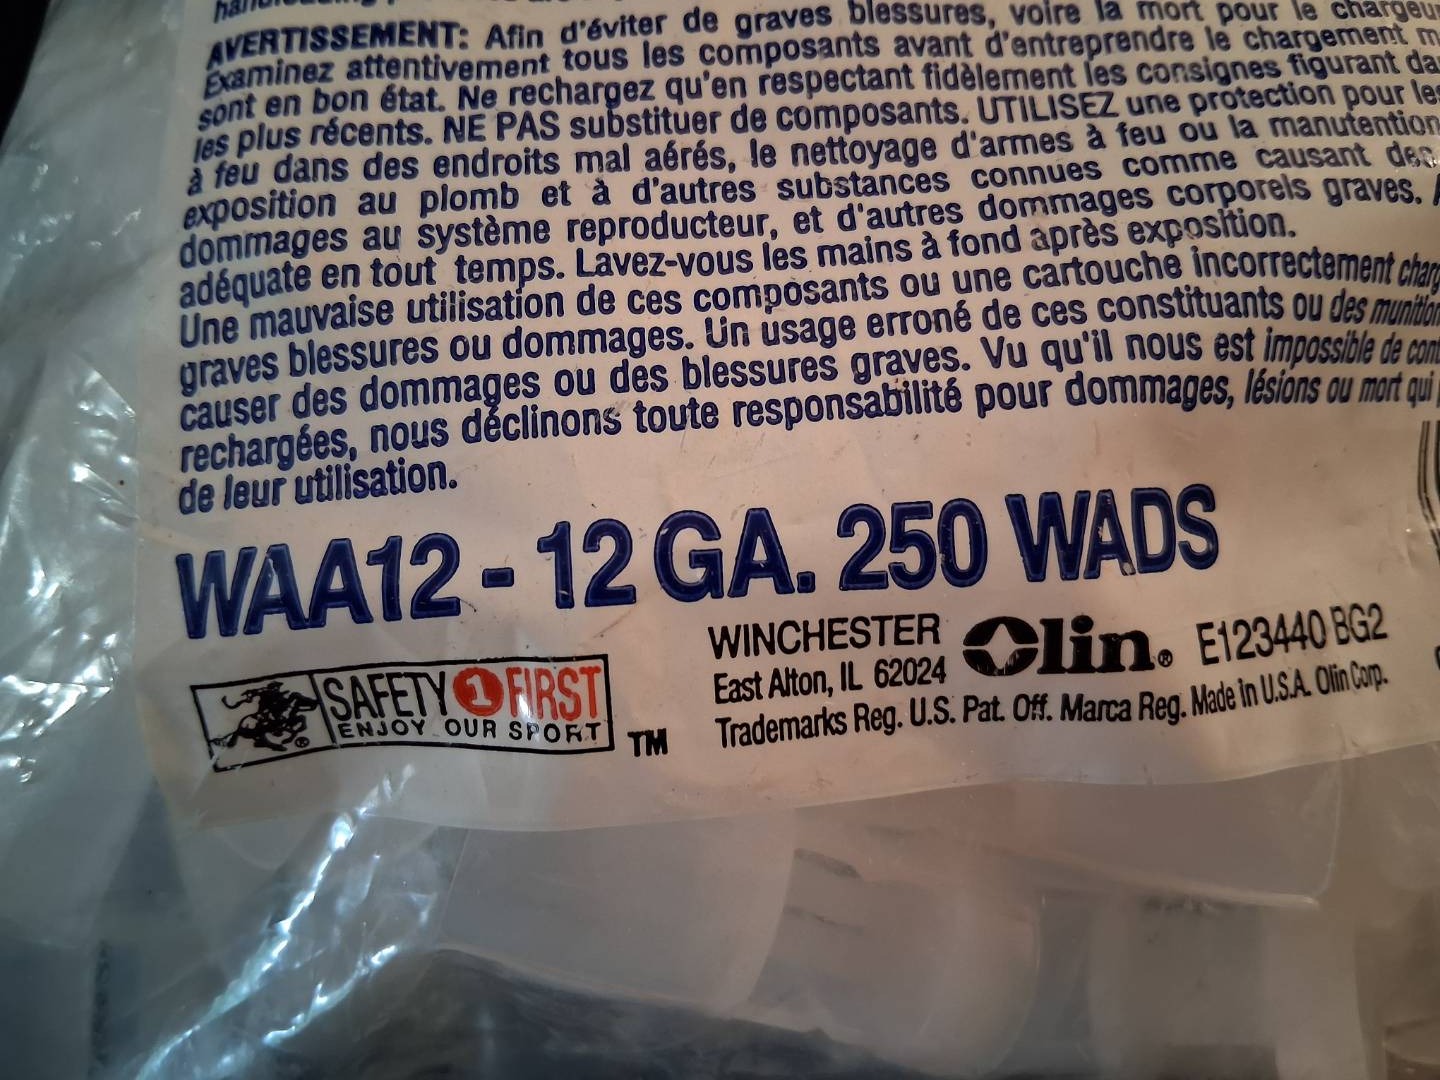 AVERTISSEMENT: Afin d'éviter de graves blessures, voire la mort pour le chargeu
Examinez attentivement tous les composants avant d'entreprendre le chargement m
sont en bon état. Ne rechargez qu'en respectant fidèlement les consignes figurant da
les plus récents. NE PAS substituer de composants. UTILISEZ une protection pour les
à feu dans des endroits mal aérés, le nettoyage d'armes à feu ou la manutention
exposition au plomb et à d'autres substances connues comme causant des
dommages au système reproducteur, et d'autres dommages corporels graves.
adéquate en tout temps. Lavez-vous les mains à fond après exposition.
Une mauvaise utilisation de ces composants ou une cartouche incorrectement charg
graves blessures ou dommages. Un usage erroné de ces constituants ou des munition
causer des dommages ou des blessures graves. Vu qu'il nous est impossible de cont
rechargées, nous déclinons toute responsabilité pour dommages, lésions ou mort qui
de leur utilisation.
WAA12 - 12 GA. 250 WADS
SAFETY 1 FIRST
ENJOY OUR SPORT
® TM
WINCHESTER Olin® E123440 BG2
East Alton, IL 62024
Trademarks Reg. U.S. Pat. Off. Marca Reg. Made in U.S.A. Olin Corp.